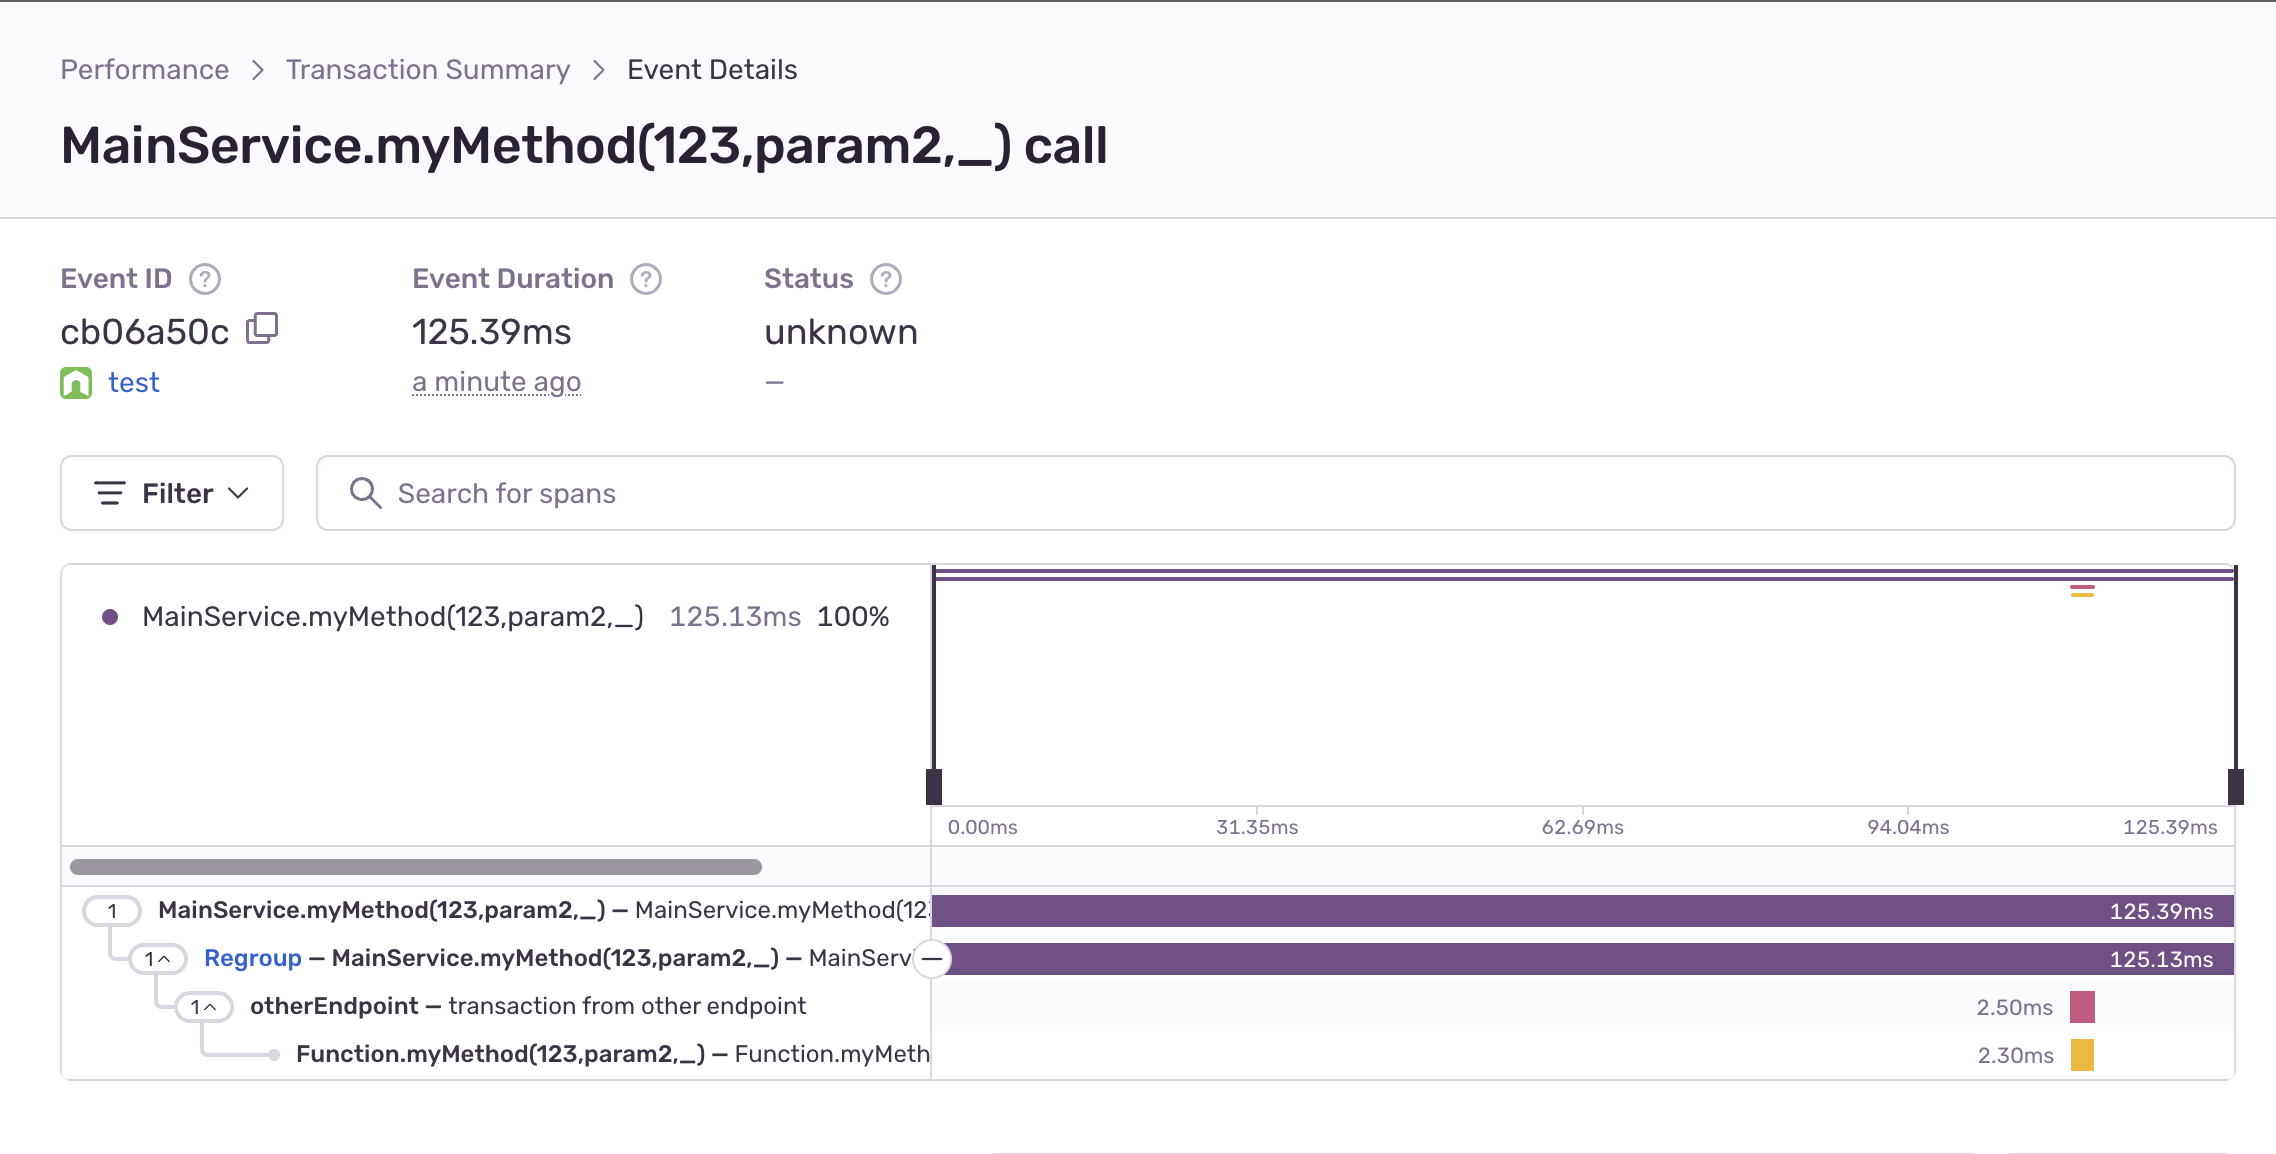 Performance > Transaction Summary > Event Details
MainService.myMethod(123,param2,_) call
Event ID ? Event Duration ? Status ?
cb06a50c 125.39ms unknown
test a minute ago —
Filter Search for spans
MainService.myMethod(123,param2,_) 125.13ms 100%
0.00ms 31.35ms 62.69ms 94.04ms 125.39ms
1 MainService.myMethod(123,param2,_) — MainService.myMethod(12 125.39ms
1 Regroup — MainService.myMethod(123,param2,_) — MainServ 125.13ms
1 otherEndpoint — transaction from other endpoint 2.50ms
Function.myMethod(123,param2,_) — Function.myMeth 2.30ms